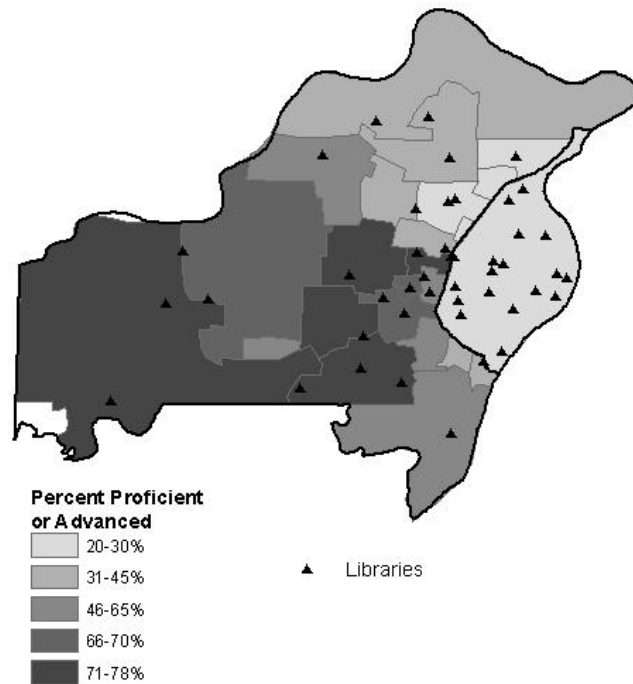 Percent Proficient
or Advanced
20-30%
31-45%
46-65%
66-70%
71-78%
Libraries